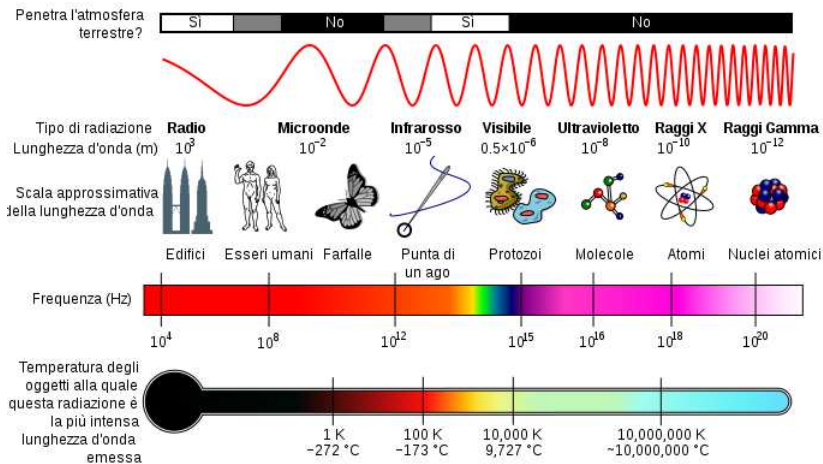 Penetra l'atmosfera
terrestre?
Sì No Sì No
Tipo di radiazione Radio Microonde Infrarosso Visibile Ultravioletto Raggi X Raggi Gamma
Lunghezza d'onda (m) 10³ 10⁻² 10⁻⁵ 0.5×10⁻⁶ 10⁻⁸ 10⁻¹⁰ 10⁻¹²
Scala approssimativa
della lunghezza d'onda
Edifici Esseri umani Farfalle Punta di Protozoi Molecole Atomi Nuclei atomici
un ago
Frequenza (Hz)
10⁴ 10⁸ 10¹² 10¹⁵ 10¹⁶ 10¹⁸ 10²⁰
Temperatura degli
oggetti alla quale
questa radiazione è
la più intensa
lunghezza d'onda
emessa
1 K 100 K 10,000 K 10,000,000 K
−272 °C −173 °C 9,727 °C ~10,000,000 °C